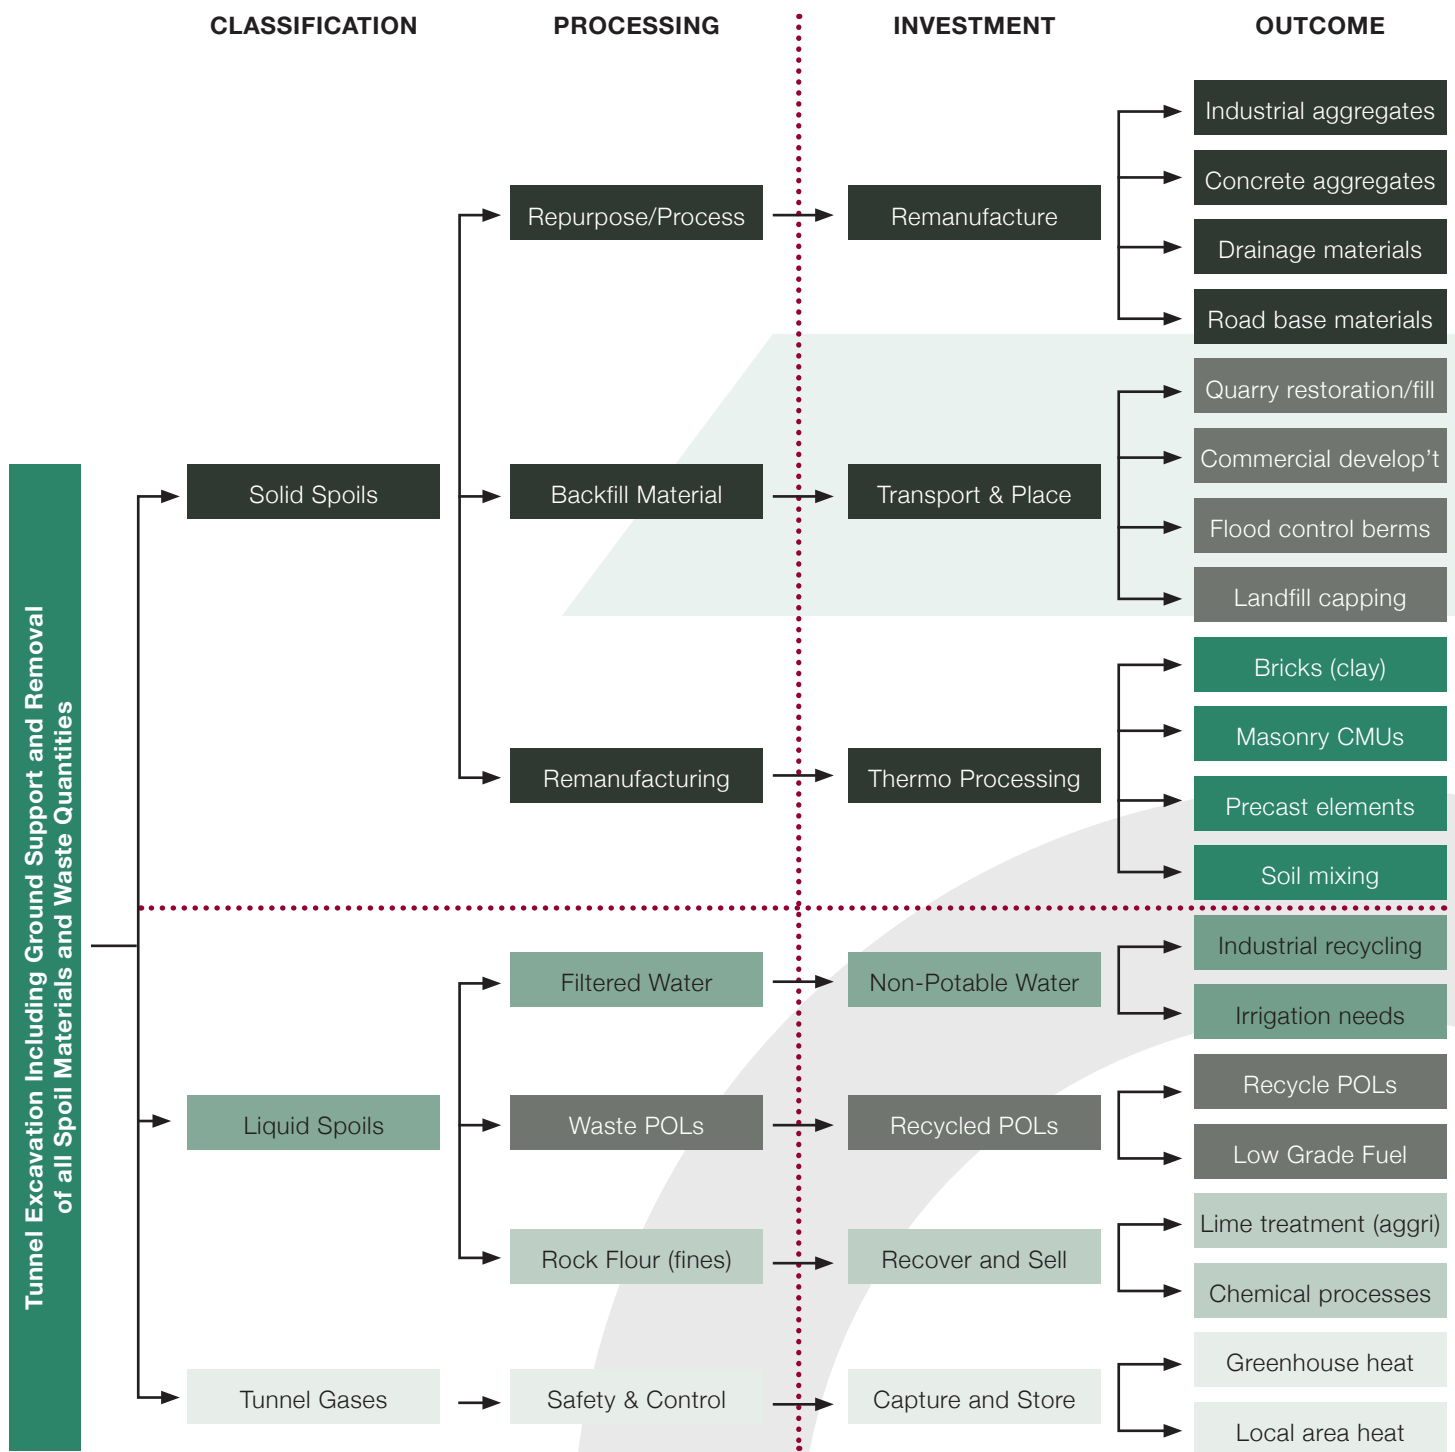 CLASSIFICATION
PROCESSING
INVESTMENT
OUTCOME
Tunnel Excavation Including Ground Support and Removal
of all Spoil Materials and Waste Quantities
Solid Spoils
Repurpose/Process
Remanufacture
Industrial aggregates
Concrete aggregates
Drainage materials
Road base materials
Backfill Material
Transport & Place
Quarry restoration/fill
Commercial develop’t
Flood control berms
Landfill capping
Remanufacturing
Thermo Processing
Bricks (clay)
Masonry CMUs
Precast elements
Soil mixing
Liquid Spoils
Filtered Water
Non-Potable Water
Industrial recycling
Irrigation needs
Waste POLs
Recycled POLs
Recycle POLs
Low Grade Fuel
Rock Flour (fines)
Recover and Sell
Lime treatment (aggri)
Chemical processes
Tunnel Gases
Safety & Control
Capture and Store
Greenhouse heat
Local area heat